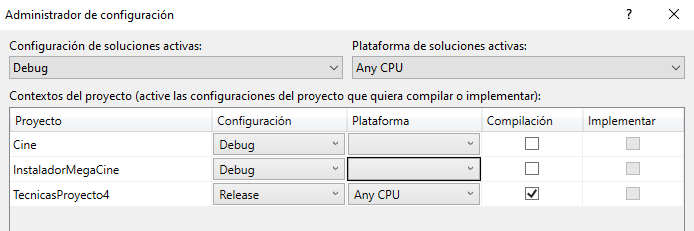 Administrador de configuración
Configuración de soluciones activas:
Plataforma de soluciones activas:
Debug
Any CPU
Contextos del proyecto (active las configuraciones del proyecto que quiera compilar o implementar):
Proyecto Configuración Plataforma Compilación Implementar
Cine Debug
InstaladorMegaCine Debug
TecnicasProyecto4 Release Any CPU